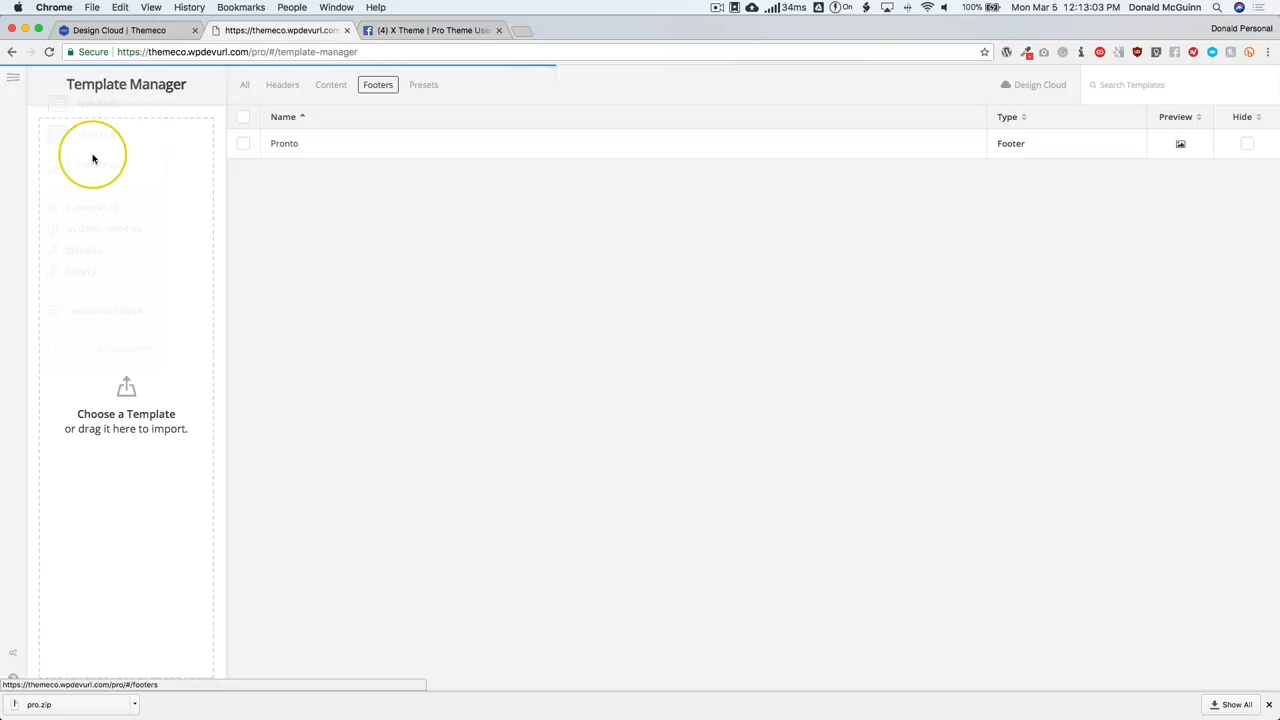 Chrome File Edit View History Bookmarks People Window Help
34ms On 100% Mon Mar 5 12:13:03 PM Donald McGuinn
Design Cloud | Themeco
https://themeco.wpdevurl.com
(4) X Theme | Pro Theme User
Donald Personal
Secure https://themeco.wpdevurl.com/pro/#/template-manager
Template Manager
All Headers Content Footers Presets
Design Cloud
Search Templates
Name Type Preview Hide
Pronto Footer
GLOBAL BLOCKS
Choose a Template
or drag it here to import.
https://themeco.wpdevurl.com/pro/#/footers
pro.zip
Show All